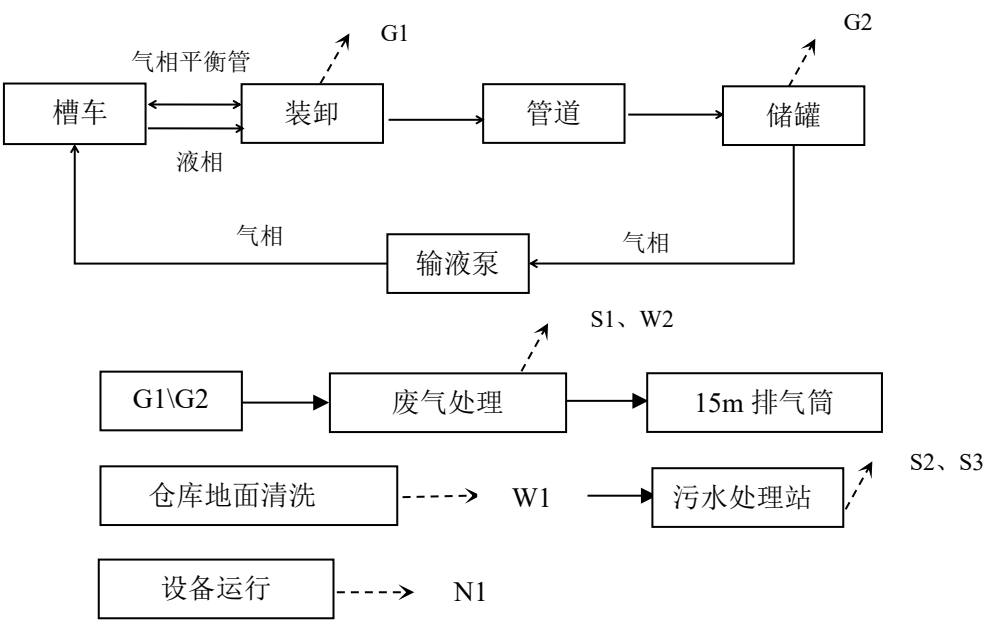 G1
G2
气相平衡管
槽车
装卸
管道
储罐
液相
气相
气相
输液泵
S1、W2
G1\G2
废气处理
15m 排气筒
S2、S3
仓库地面清洗
W1
污水处理站
设备运行
N1